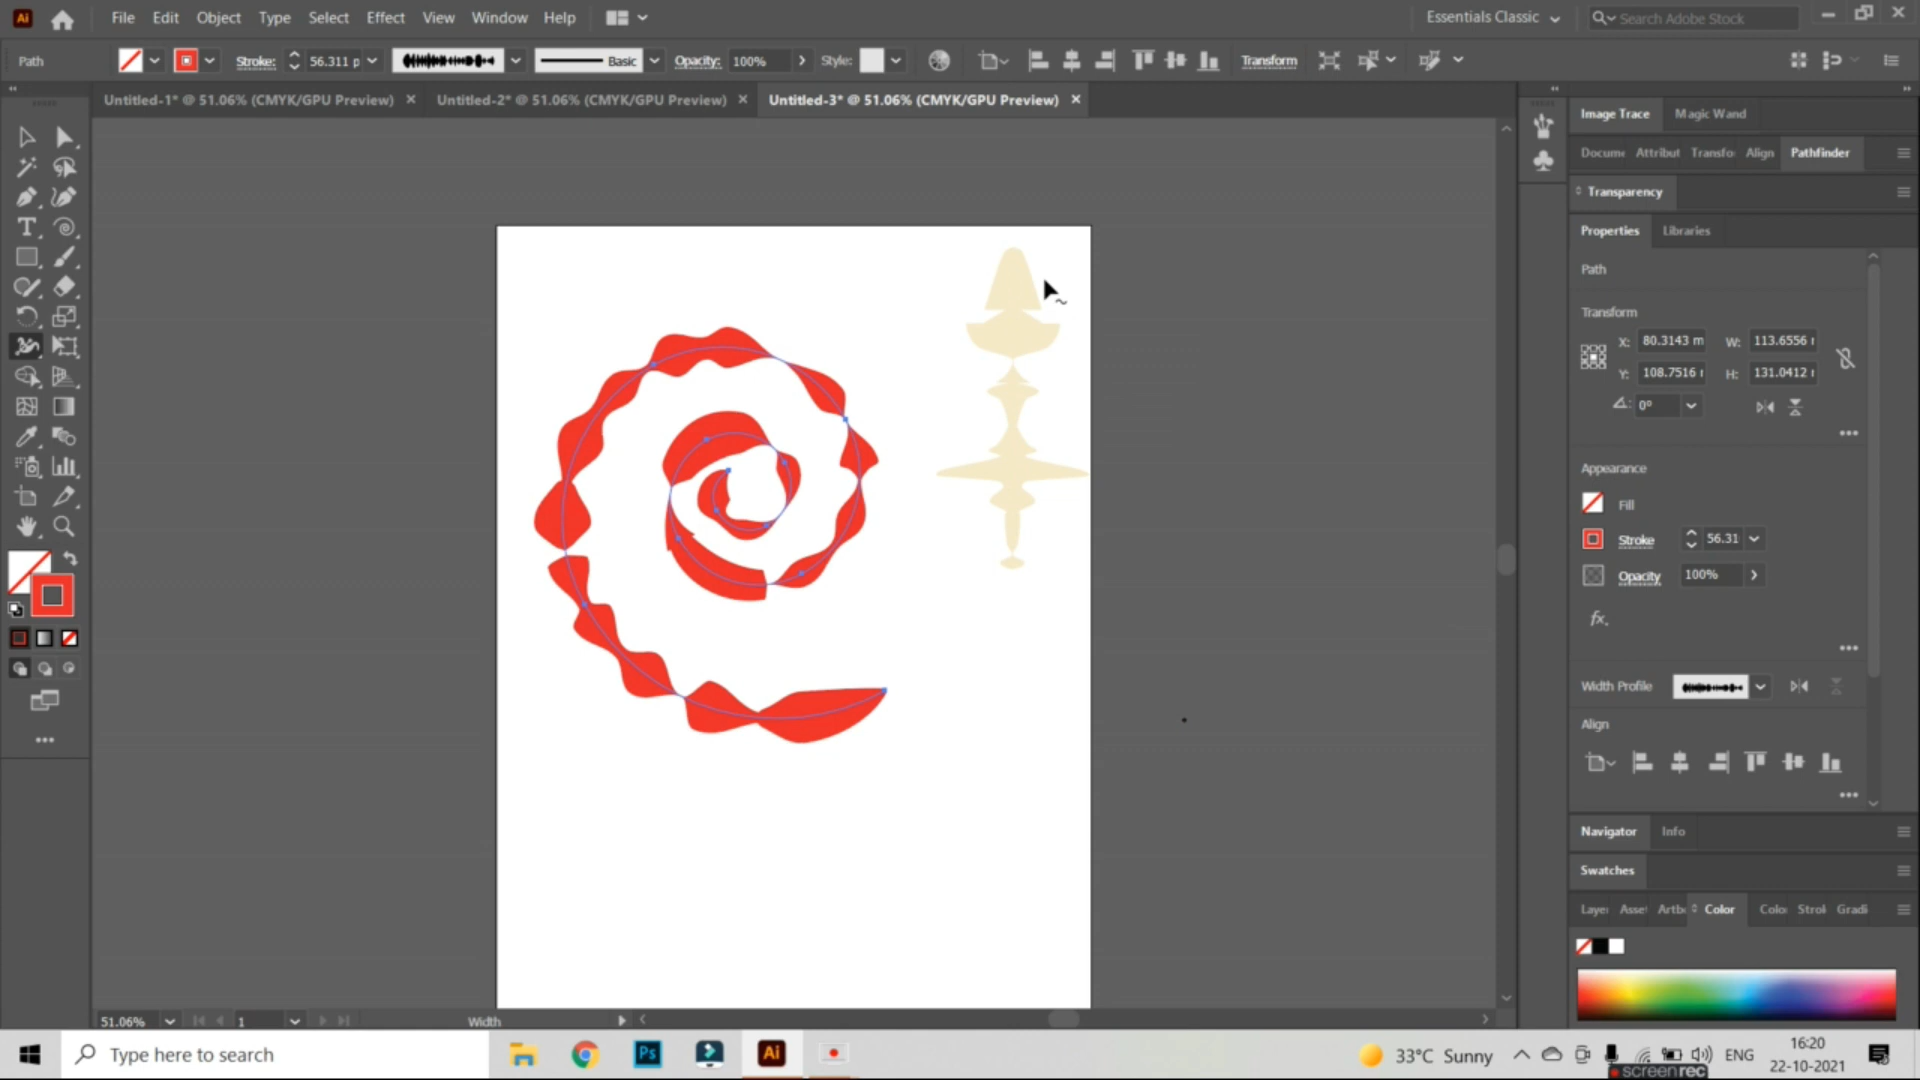 Ai File Edit Object Type Select Effect View Window Help Essentials Classic Search Adobe Stock
Path Stroke: 56.311 p Basic Opacity: 100% Style: Transform
Untitled-1* @ 51.06% (CMYK/GPU Preview) Untitled-2* @ 51.06% (CMYK/GPU Preview) Untitled-3* @ 51.06% (CMYK/GPU Preview)
Image Trace Magic Wand
Docume Attribut Transfo Align Pathfinder
Transparency
Properties Libraries
Path
Transform
X: 80.3143 m W: 113.6556
Y: 108.7516 H: 131.0412
0°
Appearance
Fill
Stroke 56.31
Opacity 100%
fx.
Width Profile
Align
Navigator Info
Swatches
Layer Asse Artb Color Colo Strol Gradi
51.06% 1 Width
Type here to search Ps Ai 33°C Sunny ENG 16:20
22-10-2021
screenrec